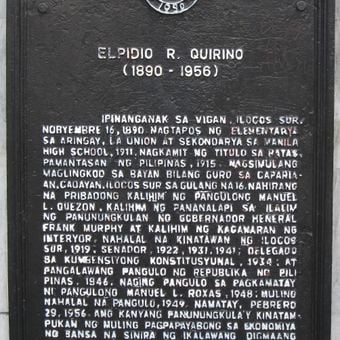 1990
ELPIDIO R. QUIRINO
(1890 - 1956)
IPINANGANAK SA VIGAN, ILOCOS SUR,
NOBYEMBRE 16, 1890. NAGTAPOS NG ELEMENTARYA
SA ARINGAY, LA UNION AT SEKONDARYA SA MANILA
HIGH SCHOOL, 1911. NAGKAMIT NG TITULO SA BATAS,
PAMANTASAN NG PILIPINAS, 1915. NAGSIMULANG
MAGLINGKOD SA BAYAN BILANG GURO SA CAPARIA-
AN, CAOAYAN, ILOCOS SUR SA GULANG NA 16. NAHIRANG
NA PRIBADONG KALIHIM NG PANGULONG MANUEL
L. QUEZON, KALIHIM NG PANANALAPI SA ILALIM
NG PANUNUNGKULAN NG GOBERNADOR HENERAL
FRANK MURPHY AT KALIHIM NG KAGAWARAN NG
INTERYOR. NAHALAL NA KINATAWAN NG ILOCOS
SUR, 1919; SENADOR, 1922, 1931, 1941; DELEGADO
SA KUMBENSIYONG KONSTITUSYUNAL, 1934; AT
PANGALAWANG PANGULO NG REPUBLIKA NG PILI
PINAS, 1946. NAGING PANGULO SA PAGKAMATAY
NI PANGULONG MANUEL L. ROXAS, 1948; MULING
NAHALAL NA PANGULO, 1949. NAMATAY, PEBRERO
29, 1956. ANG KANYANG PANUNUNGKULA'Y KINATAM-
PUKAN NG MULING PAGPAPAYABONG SA EKONOMIYA
NG BANSA NA SINIRA NG IKALAWANG DIGMAANG